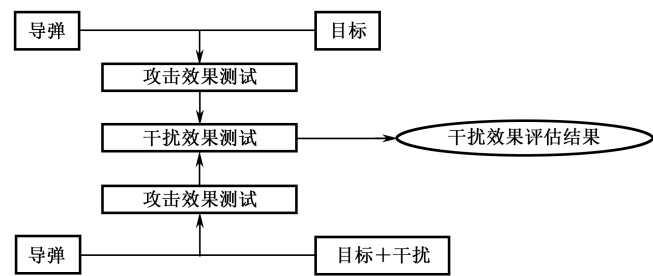 导弹
目标
攻击效果测试
干扰效果测试
干扰效果评估结果
攻击效果测试
导弹
目标＋干扰